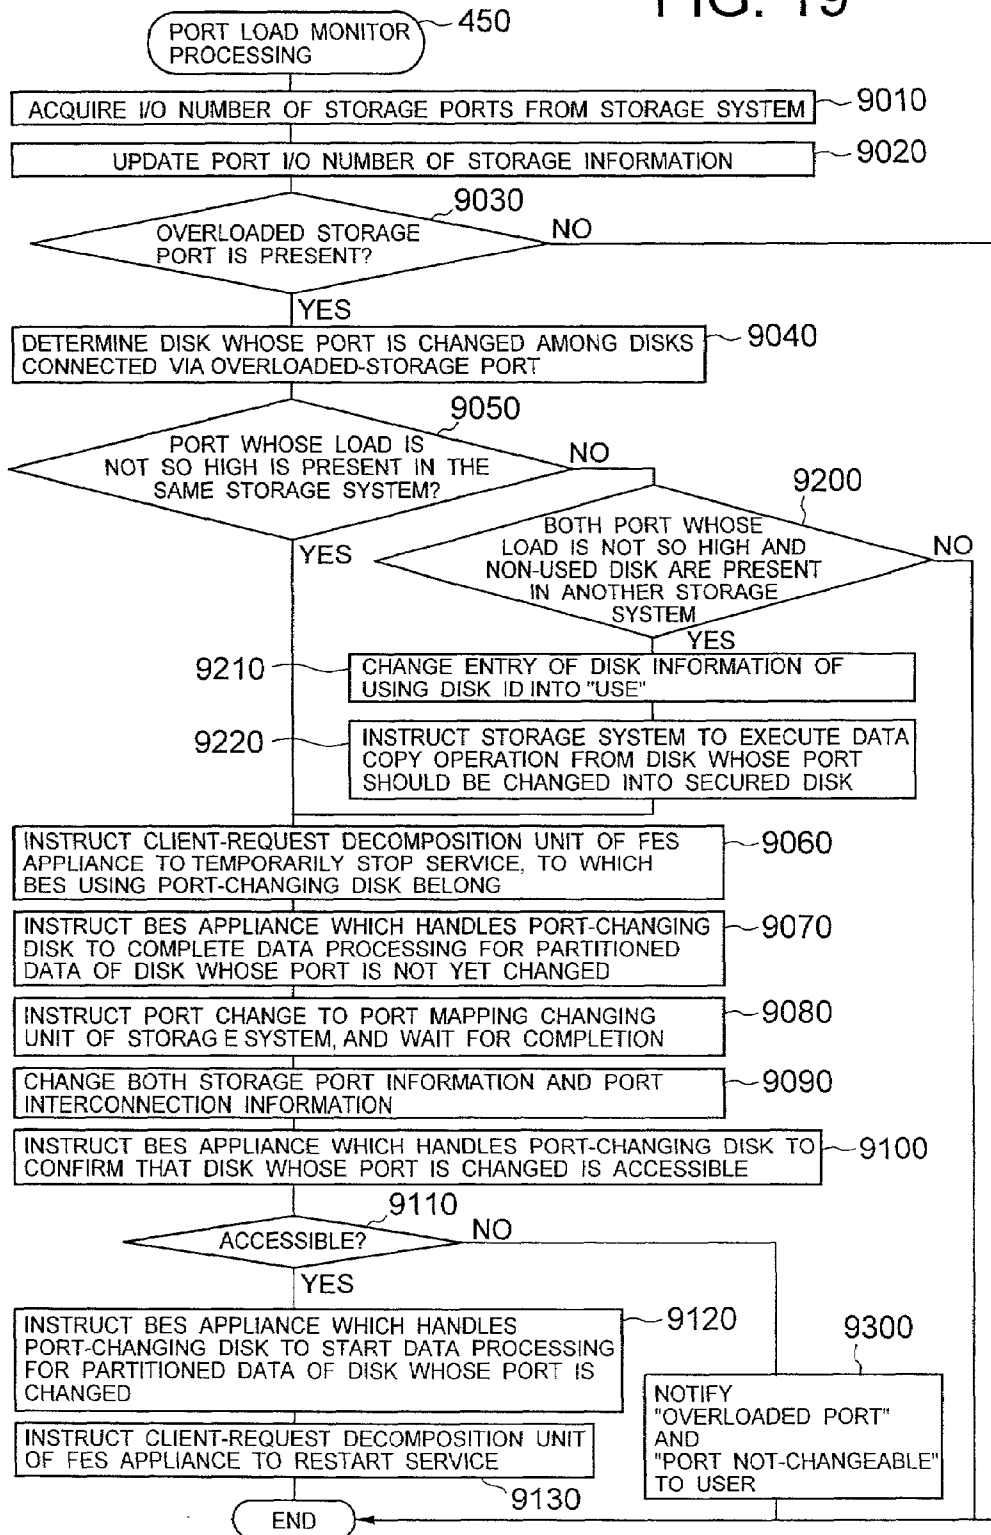 FIG. 19
PORT LOAD MONITOR
PROCESSING
450
ACQUIRE I/O NUMBER OF STORAGE PORTS FROM STORAGE SYSTEM
9010
UPDATE PORT I/O NUMBER OF STORAGE INFORMATION
9020
9030
OVERLOADED STORAGE
PORT IS PRESENT?
NO
YES
DETERMINE DISK WHOSE PORT IS CHANGED AMONG DISKS
CONNECTED VIA OVERLOADED-STORAGE PORT
9040
9050
PORT WHOSE LOAD IS
NOT SO HIGH IS PRESENT IN THE
SAME STORAGE SYSTEM?
NO
YES
9200
BOTH PORT WHOSE
LOAD IS NOT SO HIGH AND
NON-USED DISK ARE PRESENT
IN ANOTHER STORAGE
SYSTEM
NO
YES
9210
CHANGE ENTRY OF DISK INFORMATION OF
USING DISK ID INTO "USE"
9220
INSTRUCT STORAGE SYSTEM TO EXECUTE DATA
COPY OPERATION FROM DISK WHOSE PORT
SHOULD BE CHANGED INTO SECURED DISK
INSTRUCT CLIENT-REQUEST DECOMPOSITION UNIT OF FES
APPLIANCE TO TEMPORARILY STOP SERVICE, TO WHICH
BES USING PORT-CHANGING DISK BELONG
9060
INSTRUCT BES APPLIANCE WHICH HANDLES PORT-CHANGING
DISK TO COMPLETE DATA PROCESSING FOR PARTITIONED
DATA OF DISK WHOSE PORT IS NOT YET CHANGED
9070
INSTRUCT PORT CHANGE TO PORT MAPPING CHANGING
UNIT OF STORAG E SYSTEM, AND WAIT FOR COMPLETION
9080
CHANGE BOTH STORAGE PORT INFORMATION AND PORT
INTERCONNECTION INFORMATION
9090
INSTRUCT BES APPLIANCE WHICH HANDLES PORT-CHANGING DISK TO
CONFIRM THAT DISK WHOSE PORT IS CHANGED IS ACCESSIBLE
9100
9110
ACCESSIBLE?
NO
YES
INSTRUCT BES APPLIANCE WHICH HANDLES
PORT-CHANGING DISK TO START DATA PROCESSING
FOR PARTITIONED DATA OF DISK WHOSE PORT IS
CHANGED
9120
9300
NOTIFY
"OVERLOADED PORT"
AND
"PORT NOT-CHANGEABLE"
TO USER
INSTRUCT CLIENT-REQUEST DECOMPOSITION UNIT
OF FES APPLIANCE TO RESTART SERVICE
9130
END